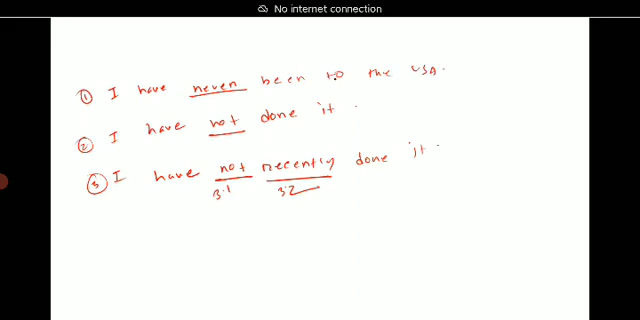 No internet connection
① I have never been to the USA.
② I have not done it.
③ I have not recently done it.
3.1 3.2